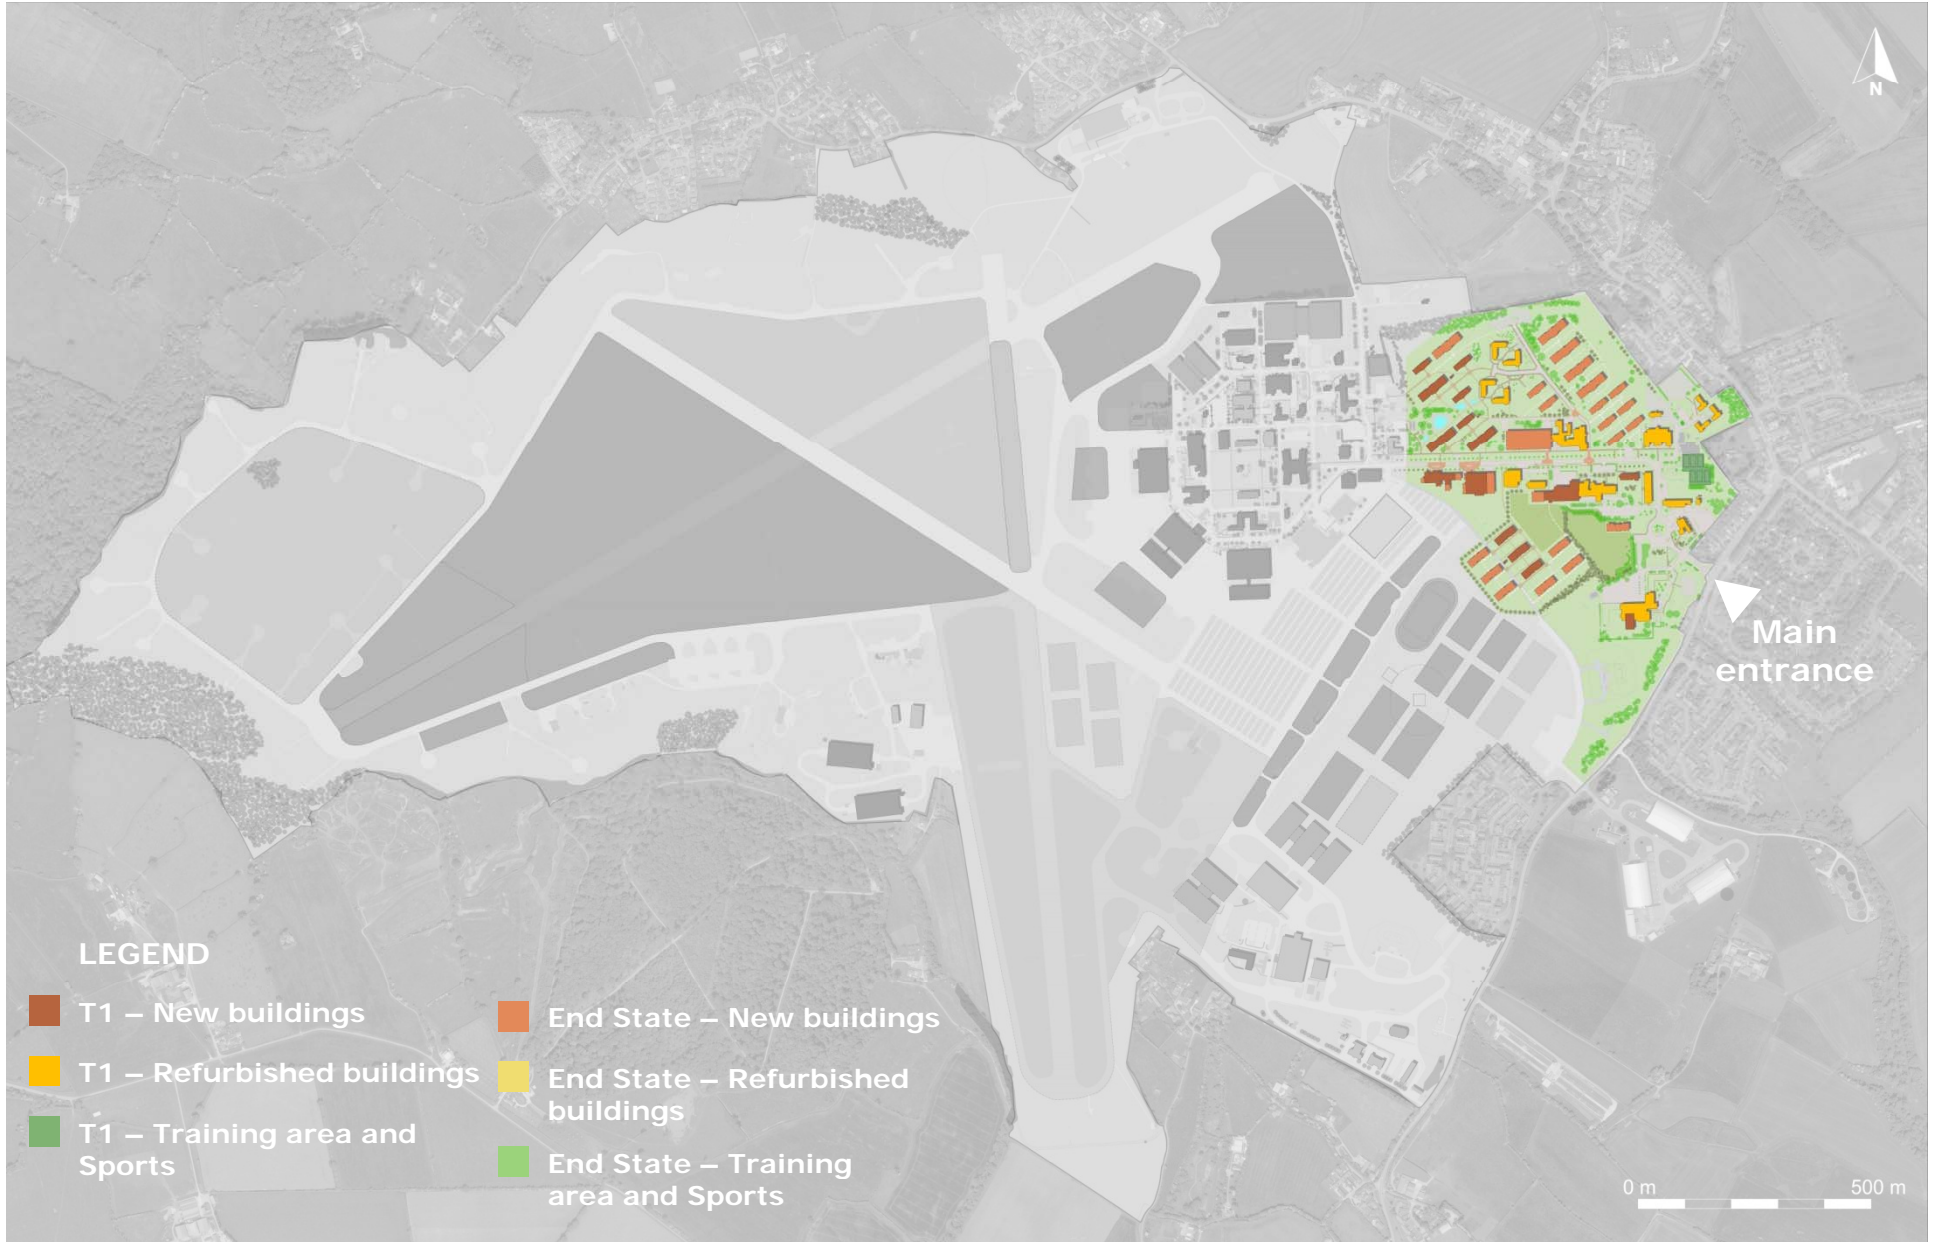 N
Main
entrance
LEGEND
T1 – New buildings
T1 – Refurbished buildings
T1 – Training area and
Sports
End State – New buildings
End State – Refurbished
buildings
End State – Training
area and Sports
0 m 500 m